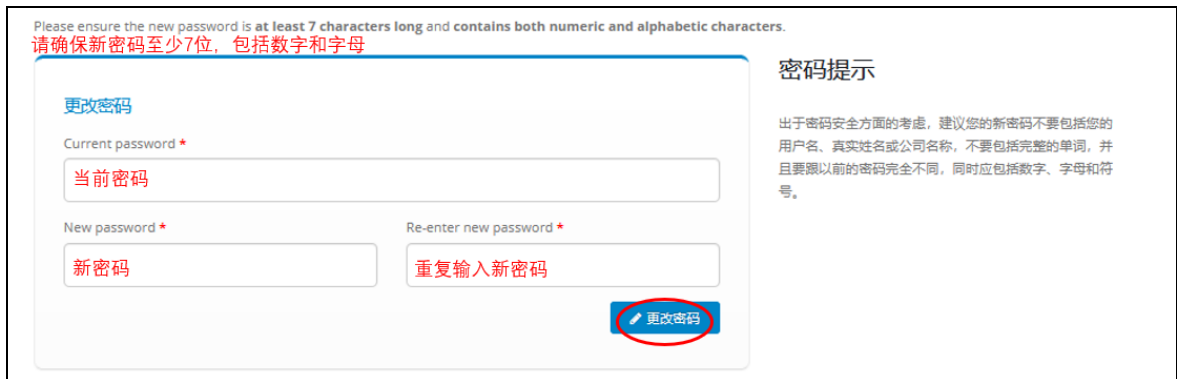 Please ensure the new password is at least 7 characters long and contains both numeric and alphabetic characters.
请确保新密码至少7位，包括数字和字母
更改密码
Current password *
当前密码
New password *
Re-enter new password *
新密码
重复输入新密码
更改密码
密码提示
出于密码安全方面的考虑，建议您的新密码不要包括您的
用户名、真实姓名或公司名称，不要包括完整的单词，并
且要跟以前的密码完全不同，同时应包括数字、字母和符
号。